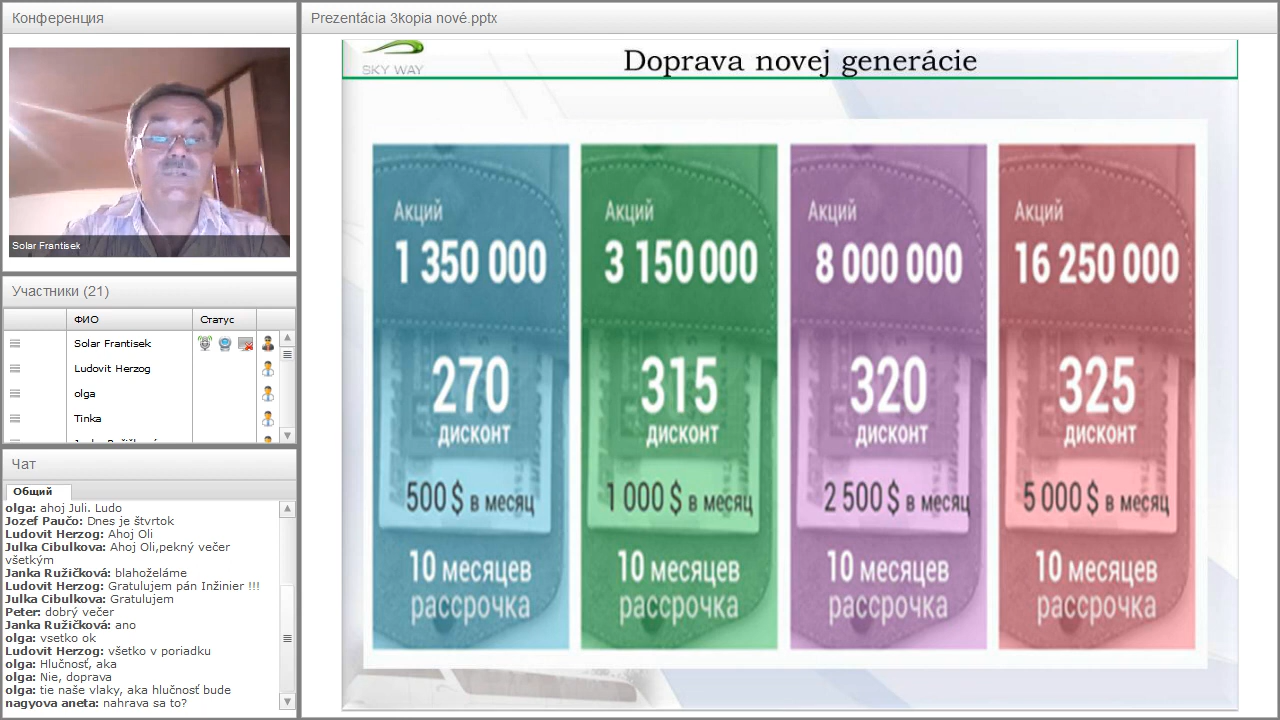 Конференция
Solar Frantisek
Участники (21)
ФИО
Статус
Solar Frantisek
Ludovit Herzog
olga
Tinka
Чат
Общий
olga: ahoj Juli. Ludo
Jozef Paučo: Dnes je štvrtok
Ludovit Herzog: Ahoj Oli
Julka Cibulkova: Ahoj Oli,pekný večer
všetkým
Janka Ružičková: blahoželáme
Ludovit Herzog: Gratulujem pán Inžinier !!!
Julka Cibulkova: Gratulujem
Peter: dobrý večer
Janka Ružičková: ano
olga: vsetko ok
Ludovit Herzog: všetko v poriadku
olga: Hlučnosť, aka
olga: Nie, doprava
olga: tie naše vlaky, aka hlučnosť bude
nagyova aneta: nahrava sa to?
Prezentácia 3kopia nové.pptx
SKY WAY
Doprava novej generácie
Акций
1 350 000
270
дисконт
500 $ в месяц
10 месяцев
рассрочка
Акций
3 150 000
315
дисконт
1 000 $ в месяц
10 месяцев
рассрочка
Акций
8 000 000
320
дисконт
2 500 $ в месяц
10 месяцев
рассрочка
Акций
16 250 000
325
дисконт
5 000 $ в месяц
10 месяцев
рассрочка